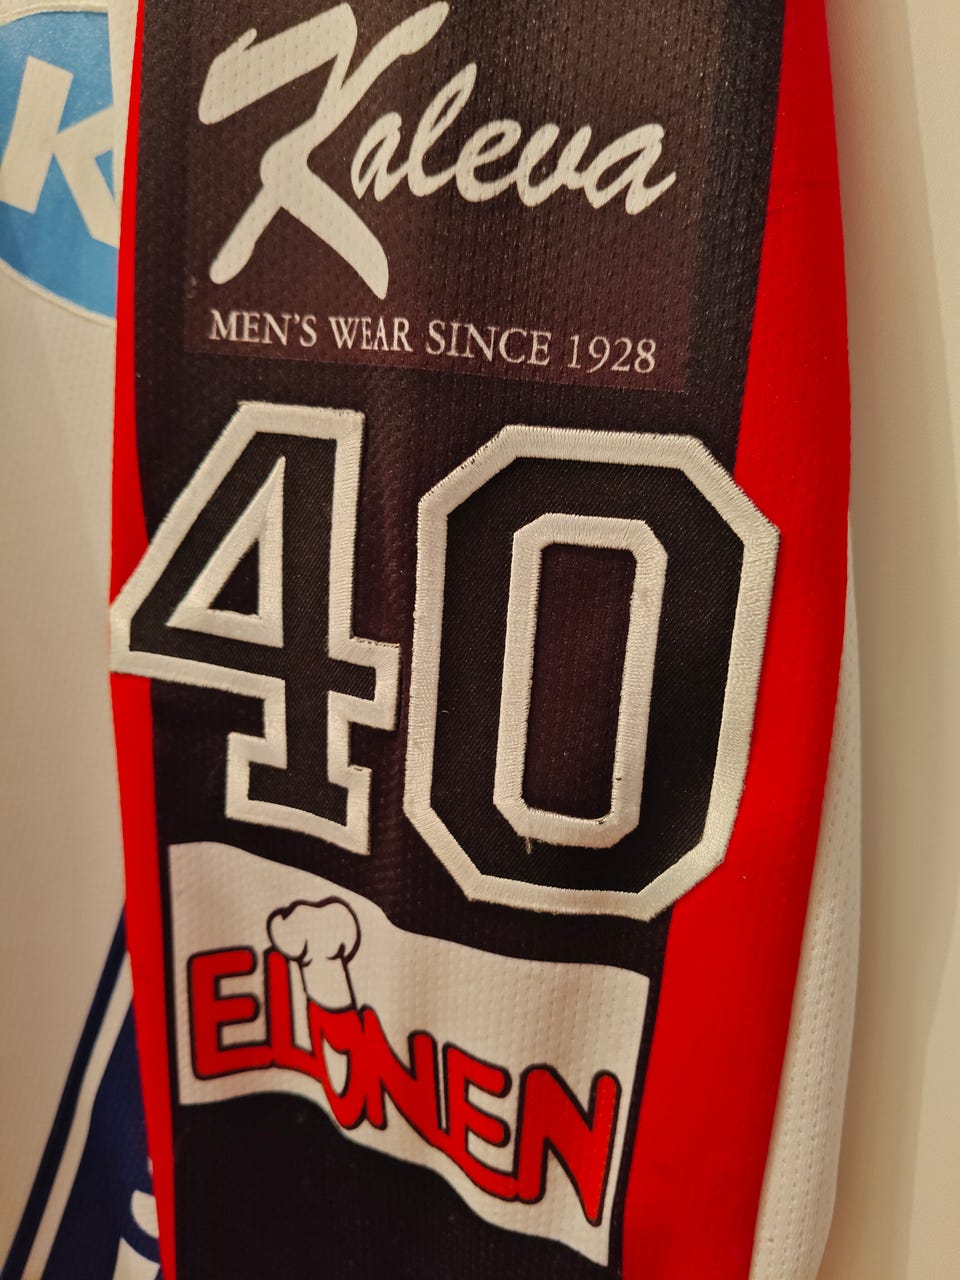 K
Kaleva
MEN'S WEAR SINCE 1928
40
ELONEN